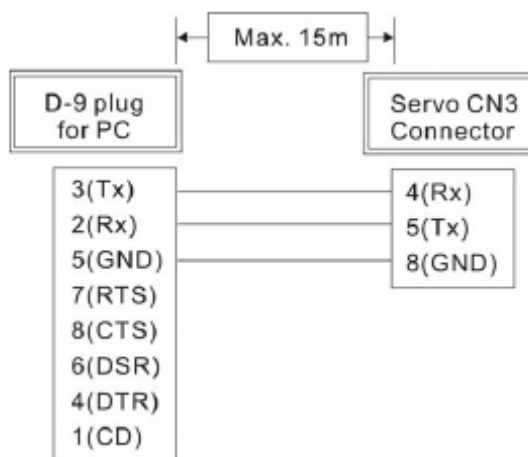 Max. 15m
D-9 plug
for PC
Servo CN3
Connector
3(Tx)
2(Rx)
5(GND)
7(RTS)
8(CTS)
6(DSR)
4(DTR)
1(CD)
4(Rx)
5(Tx)
8(GND)